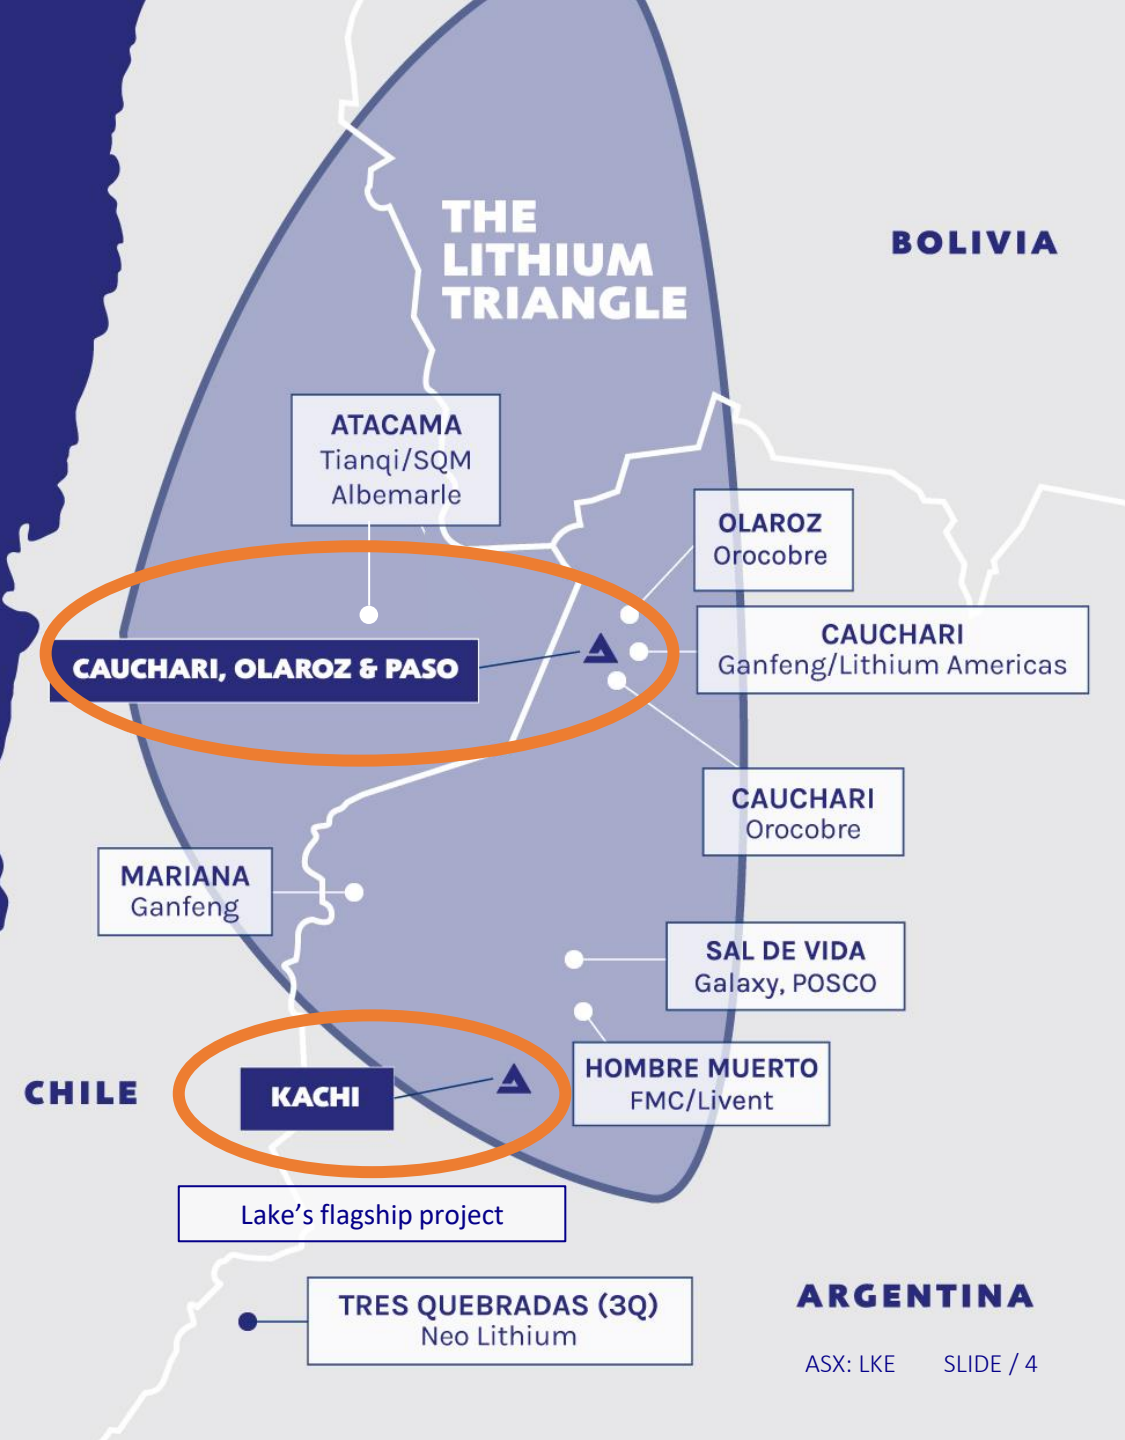 THE
LITHIUM
TRIANGLE
BOLIVIA
ATACAMA
Tianqi/SQM
Albemarle
OLAROZ
Orocobre
CAUCHARI
Ganfeng/Lithium Americas
CAUCHARI, OLAROZ & PASO
CAUCHARI
Orocobre
MARIANA
Ganfeng
SAL DE VIDA
Galaxy, POSCO
HOMBRE MUERTO
FMC/Livent
CHILE
KACHI
Lake’s flagship project
TRES QUEBRADAS (3Q)
Neo Lithium
ARGENTINA
ASX: LKE SLIDE / 4